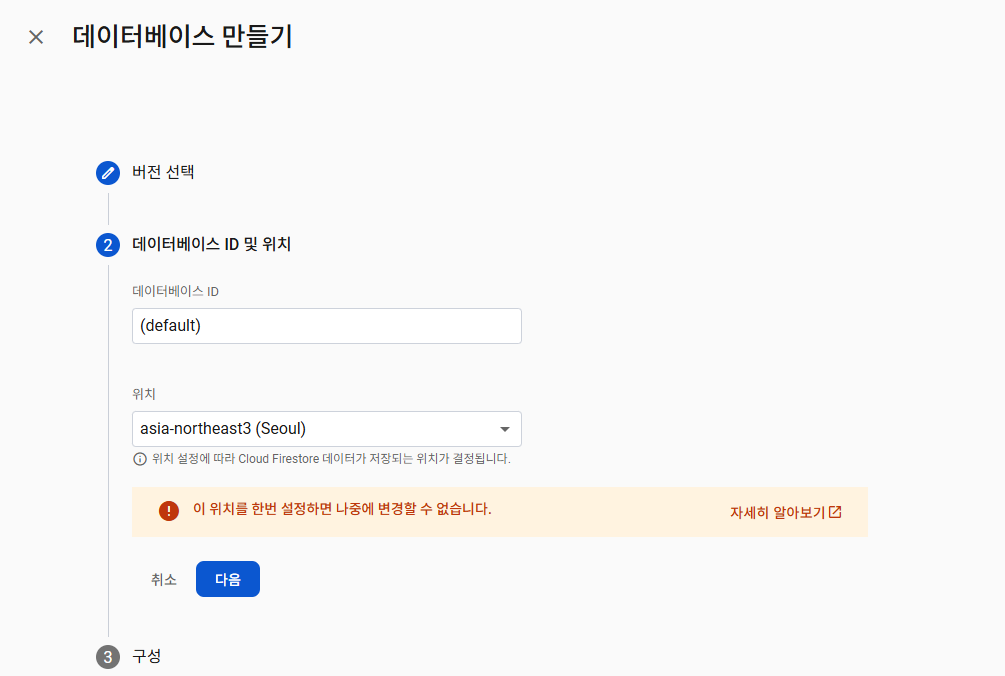 데이터베이스 만들기
버전 선택
2 데이터베이스 ID 및 위치
데이터베이스 ID
(default)
위치
asia-northeast3 (Seoul)
위치 설정에 따라 Cloud Firestore 데이터가 저장되는 위치가 결정됩니다.
이 위치를 한번 설정하면 나중에 변경할 수 없습니다. 자세히 알아보기
취소 다음
3 구성